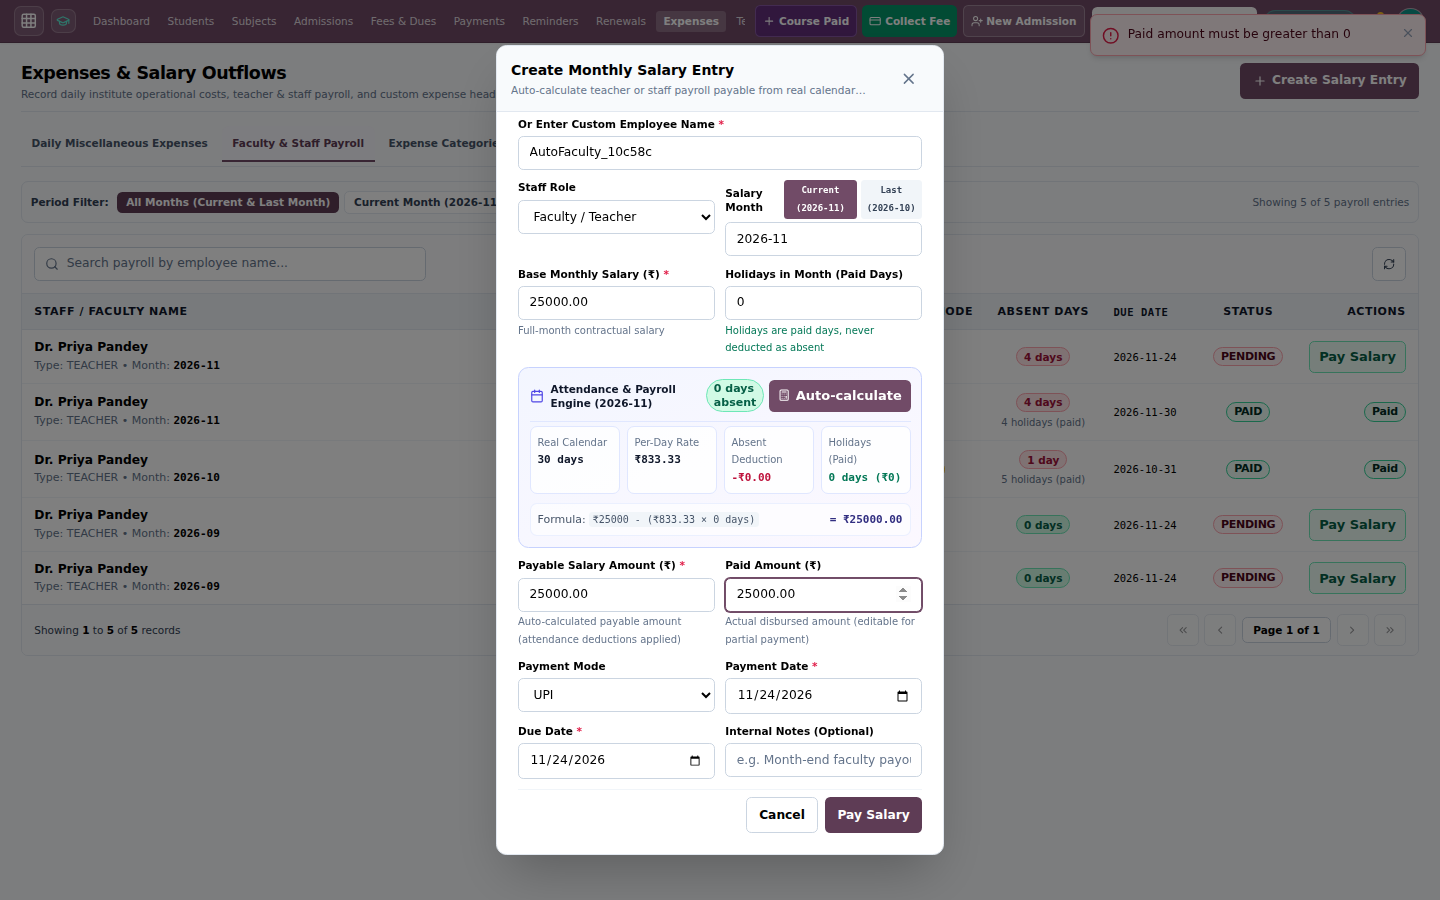 Dashboard Students Subjects Admissions Fees & Dues Payments Reminders Renewals Expenses Te
Course Paid Collect Fee New Admission
Paid amount must be greater than 0
Expenses & Salary Outflows
Record daily institute operational costs, teacher & staff payroll, and custom expense head
Create Salary Entry
Daily Miscellaneous Expenses Faculty & Staff Payroll Expense Categorie
Period Filter: All Months (Current & Last Month) Current Month (2026-11
Showing 5 of 5 payroll entries
Search payroll by employee name...
STAFF / FACULTY NAME ODE ABSENT DAYS DUE DATE STATUS ACTIONS
Dr. Priya Pandey
Type: TEACHER • Month: 2026-11
4 days 2026-11-24 PENDING Pay Salary
Dr. Priya Pandey
Type: TEACHER • Month: 2026-11
4 days
4 holidays (paid)
2026-11-30 PAID Paid
Dr. Priya Pandey
Type: TEACHER • Month: 2026-10
1 day
5 holidays (paid)
2026-10-31 PAID Paid
Dr. Priya Pandey
Type: TEACHER • Month: 2026-09
0 days 2026-11-24 PENDING Pay Salary
Dr. Priya Pandey
Type: TEACHER • Month: 2026-09
0 days 2026-11-24 PENDING Pay Salary
Showing 1 to 5 of 5 records
« ‹ Page 1 of 1 › »
Create Monthly Salary Entry
Auto-calculate teacher or staff payroll payable from real calendar...
Or Enter Custom Employee Name *
AutoFaculty_10c58c
Staff Role
Faculty / Teacher
Salary
Month
Current
(2026-11)
Last
(2026-10)
2026-11
Base Monthly Salary (₹) *
25000.00
Full-month contractual salary
Holidays in Month (Paid Days)
0
Holidays are paid days, never
deducted as absent
Attendance & Payroll
Engine (2026-11)
0 days
absent
Auto-calculate
Real Calendar
30 days
Per-Day Rate
₹833.33
Absent
Deduction
-₹0.00
Holidays
(Paid)
0 days (₹0)
Formula: ₹25000 - (₹833.33 × 0 days) = ₹25000.00
Payable Salary Amount (₹) *
25000.00
Auto-calculated payable amount
(attendance deductions applied)
Paid Amount (₹)
25000.00
Actual disbursed amount (editable for
partial payment)
Payment Mode
UPI
Payment Date *
11/24/2026
Due Date *
11/24/2026
Internal Notes (Optional)
e.g. Month-end faculty payou
Cancel Pay Salary